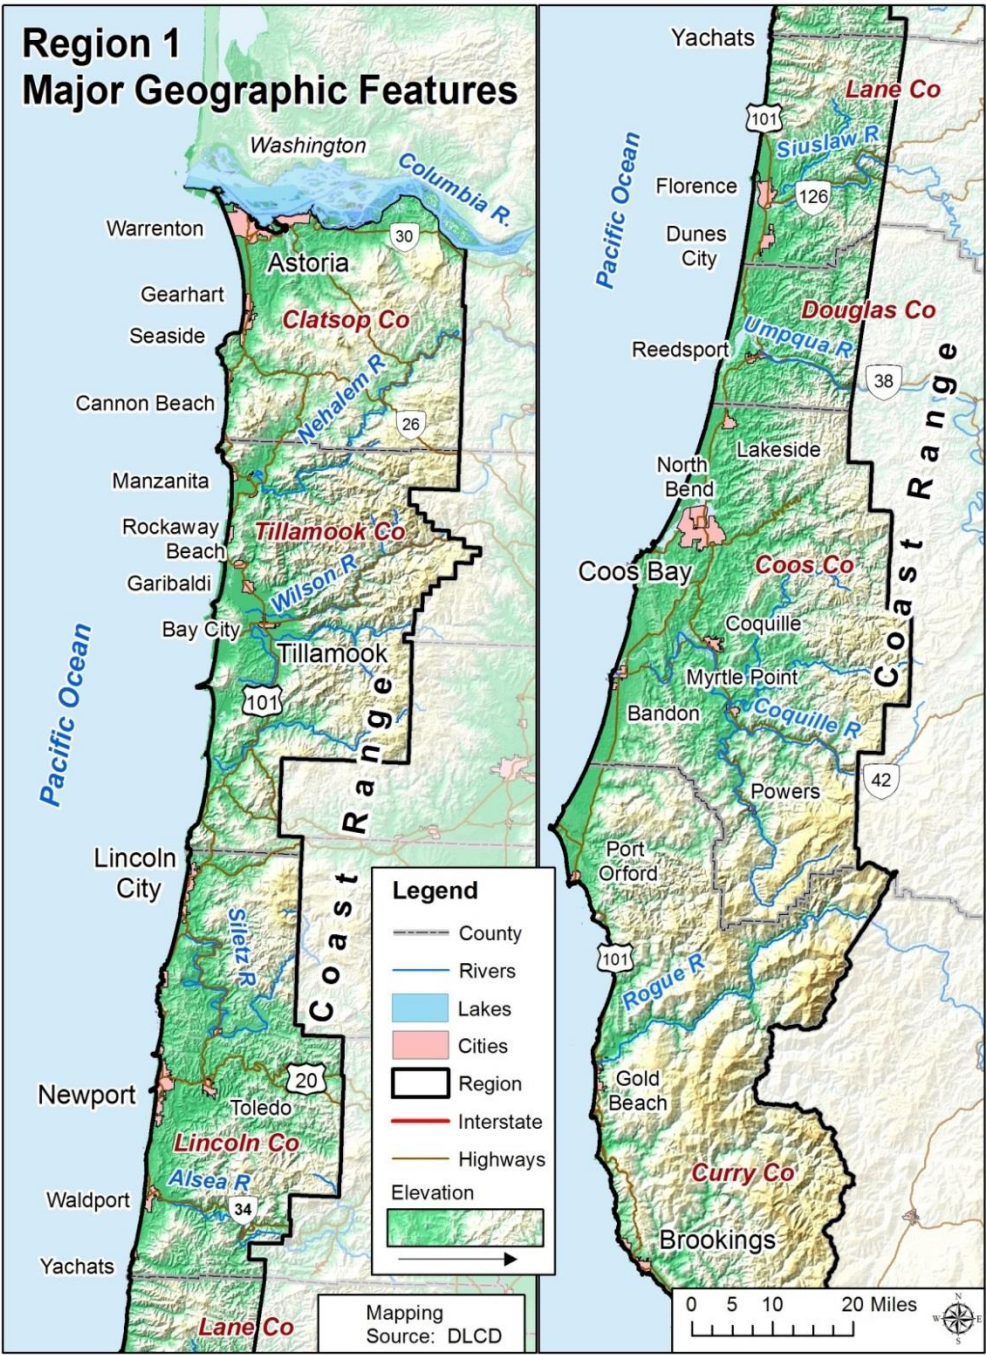 Region 1
Major Geographic Features
Washington
Columbia R.
Warrenton
30
Astoria
Gearhart
Clatsop Co
Seaside
Cannon Beach
Nehalem R
26
Manzanita
Rockaway
Beach
Tillamook Co
Garibaldi
Wilson R
Bay City
Tillamook
Pacific Ocean
101
Coast Range
Lincoln
City
Siletz R
Newport
20
Toledo
Lincoln Co
Alsea R
Waldport
34
Yachats
Lane Co
Legend
County
Rivers
Lakes
Cities
Region
Interstate
Highways
Elevation
Mapping
Source: DLCD
Yachats
Lane Co
101
Siuslaw R
Pacific Ocean
Florence
126
Dunes
City
Douglas Co
Umpqua R
Reedsport
38
Coast Range
Lakeside
North
Bend
Coos Bay
Coos Co
Coquille
Myrtle Point
Bandon
Coquille R
42
Powers
Port
Orford
101
Rogue R
Gold
Beach
Curry Co
Brookings
0 5 10 20 Miles
N
W E
S